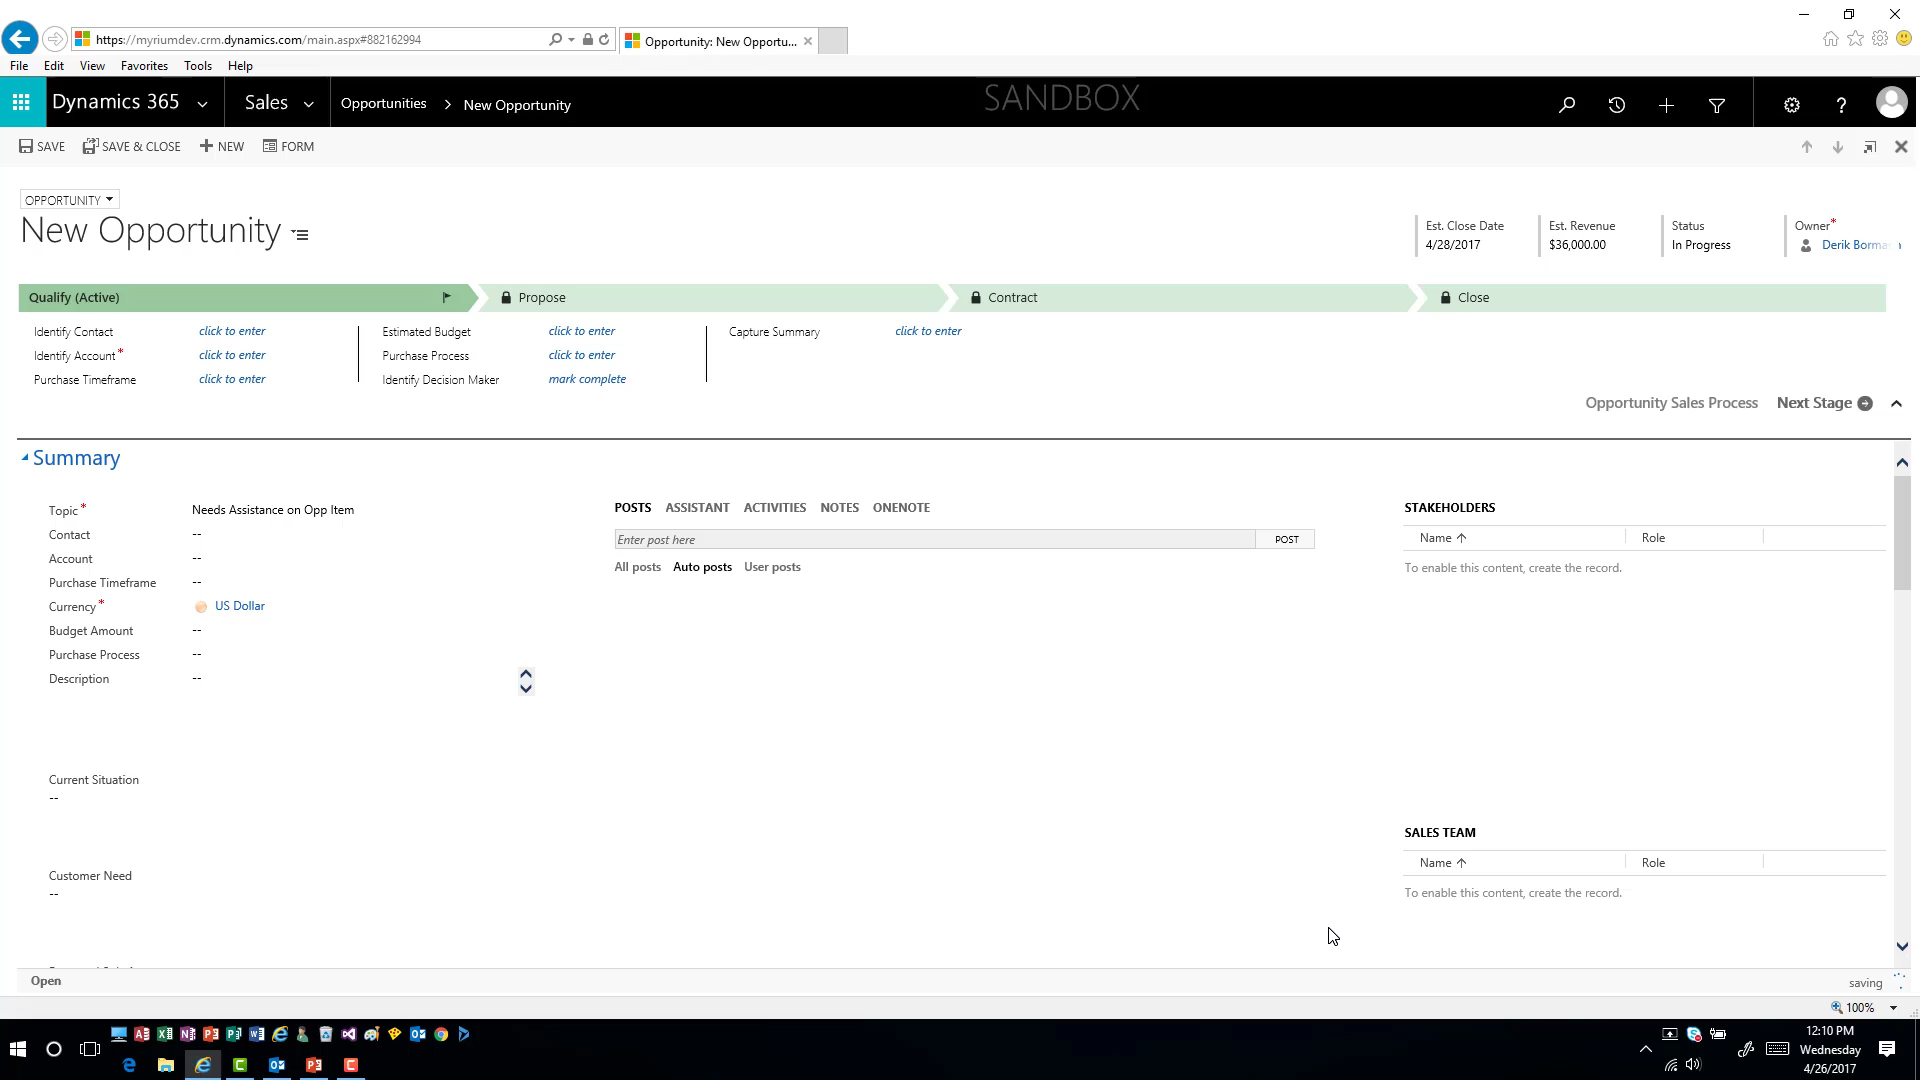 https://myriumdev.crm.dynamics.com/main.aspx#882162994
Opportunity: New Opportu...
File Edit View Favorites Tools Help
Dynamics 365 Sales Opportunities > New Opportunity
SANDBOX
SAVE SAVE & CLOSE NEW FORM
OPPORTUNITY
New Opportunity
Est. Close Date
4/28/2017
Est. Revenue
$36,000.00
Status
In Progress
Owner*
Qualify (Active) Propose Contract Close
Identify Contact click to enter
Identify Account* click to enter
Purchase Timeframe click to enter
Estimated Budget click to enter
Purchase Process click to enter
Identify Decision Maker mark complete
Capture Summary click to enter
Opportunity Sales Process Next Stage
Summary
Topic* Needs Assistance on Opp Item
Contact --
Account --
Purchase Timeframe --
Currency* US Dollar
Budget Amount --
Purchase Process --
Description --
Current Situation
--
Customer Need
--
POSTS ASSISTANT ACTIVITIES NOTES ONENOTE
Enter post here POST
All posts Auto posts User posts
STAKEHOLDERS
Name ↑ Role
To enable this content, create the record.
SALES TEAM
Name ↑ Role
To enable this content, create the record.
Open
saving
100%
12:10 PM
Wednesday
4/26/2017